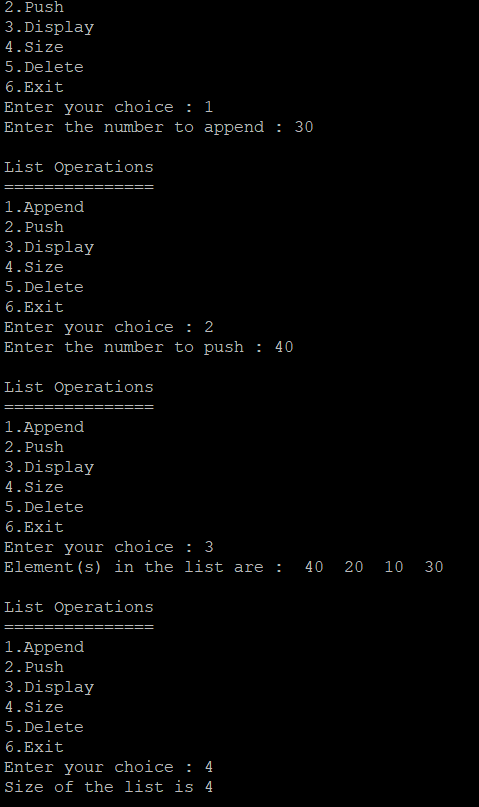 2.Push
3.Display
4.Size
5.Delete
6.Exit
Enter your choice : 1
Enter the number to append : 30
List Operations
===============
1.Append
2.Push
3.Display
4.Size
5.Delete
6.Exit
Enter your choice : 2
Enter the number to push : 40
List Operations
===============
1.Append
2.Push
3.Display
4.Size
5.Delete
6.Exit
Enter your choice : 3
Element(s) in the list are :  40  20  10  30
List Operations
===============
1.Append
2.Push
3.Display
4.Size
5.Delete
6.Exit
Enter your choice : 4
Size of the list is 4